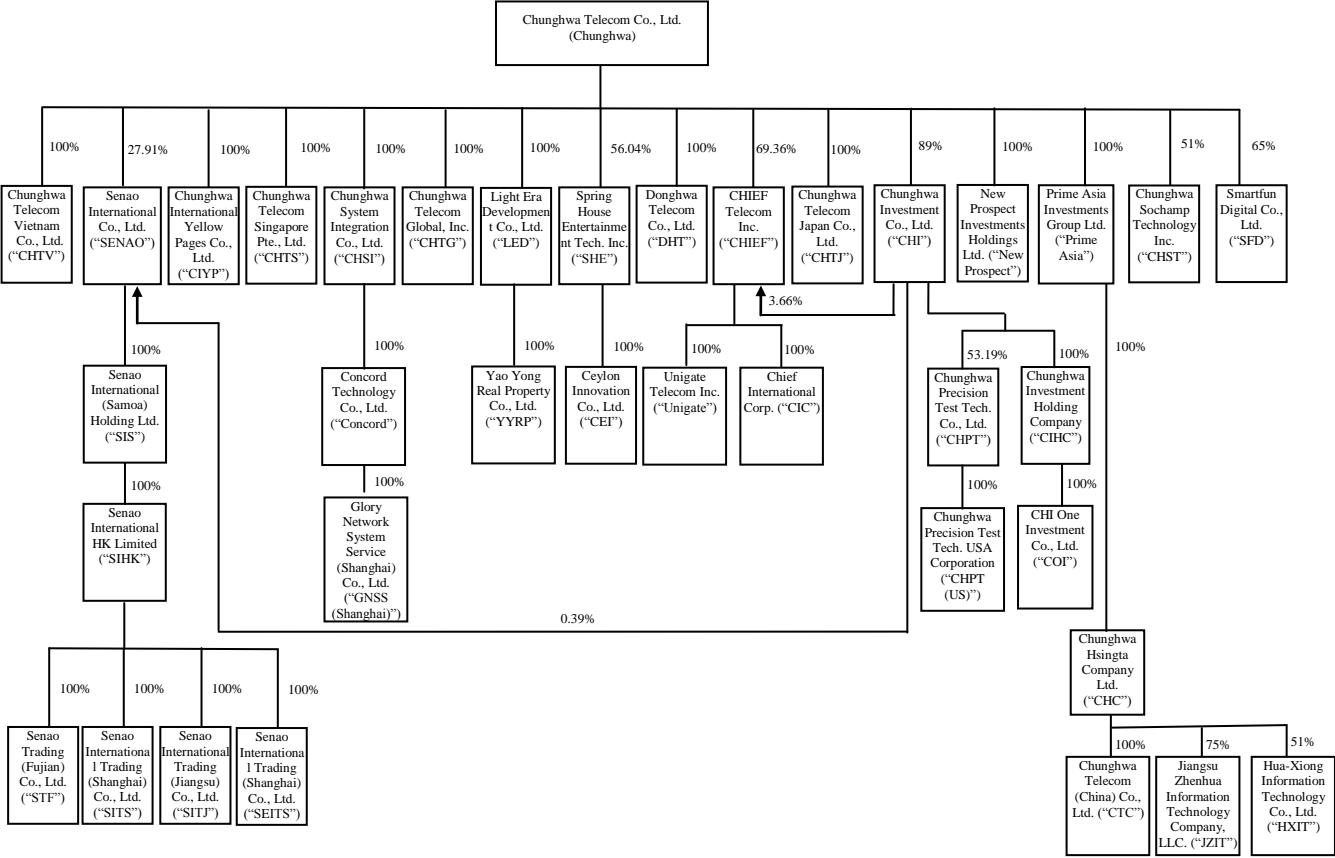 Chunghwa Telecom Co., Ltd.
(Chunghwa)
100%
27.91%
100%
100%
100%
100%
100%
56.04%
100%
69.36%
100%
89%
100%
100%
51%
65%
Chunghwa
Telecom
Vietnam
Co., Ltd.
(“CHTV”)
Senao
International
Co., Ltd.
(“SENAO”)
Chunghwa
International
Yellow
Pages Co.,
Ltd.
(“CIYP”)
Chunghwa
Telecom
Singapore
Pte., Ltd.
(“CHTS”)
Chunghwa
System
Integration
Co., Ltd.
(“CHSI”)
Chunghwa
Telecom
Global, Inc.
(“CHTG”)
Light Era
Developmen
t Co., Ltd.
(“LED”)
Spring
House
Entertainme
nt Tech. Inc.
(“SHE”)
Donghwa
Telecom
Co., Ltd.
(“DHT”)
CHIEF
Telecom
Inc.
(“CHIEF”)
Chunghwa
Telecom
Japan Co.,
Ltd.
(“CHTJ”)
Chunghwa
Investment
Co., Ltd.
(“CHI”)
New
Prospect
Investments
Holdings
Ltd. (“New
Prospect”)
Prime Asia
Investments
Group Ltd.
(“Prime
Asia”)
Chunghwa
Sochamp
Technology
Inc.
(“CHST”)
Smartfun
Digital Co.,
Ltd.
(“SFD”)
3.66%
100%
100%
100%
100%
100%
100%
53.19%
100%
100%
Senao
International
(Samoa)
Holding Ltd.
(“SIS”)
Concord
Technology
Co., Ltd.
(“Concord”)
Yao Yong
Real Property
Co., Ltd.
(“YYRP”)
Ceylon
Innovation
Co., Ltd.
(“CEI”)
Unigate
Telecom Inc.
(“Unigate”)
Chief
International
Corp. (“CIC”)
Chunghwa
Precision
Test Tech.
Co., Ltd.
(“CHPT”)
Chunghwa
Investment
Holding
Company
(“CIHC”)
100%
100%
100%
100%
Senao
International
HK Limited
(“SIHK”)
Glory
Network
System
Service
(Shanghai)
Co., Ltd.
(“GNSS
(Shanghai)”)
Chunghwa
Precision Test
Tech. USA
Corporation
(“CHPT
(US)”)
CHI One
Investment
Co., Ltd.
(“COI”)
0.39%
Chunghwa
Hsingta
Company
Ltd.
(“CHC”)
100%
100%
100%
100%
Senao
Trading
(Fujian)
Co., Ltd.
(“STF”)
Senao
Internationa
l Trading
(Shanghai)
Co., Ltd.
(“SITS”)
Senao
International
Trading
(Jiangsu)
Co., Ltd.
(“SITJ”)
Senao
Internationa
l Trading
(Shanghai)
Co., Ltd.
(“SEITS”)
100%
75%
51%
Chunghwa
Telecom
(China) Co.,
Ltd. (“CTC”)
Jiangsu
Zhenhua
Information
Technology
Company,
LLC. (“JZIT”)
Hua-Xiong
Information
Technology
Co., Ltd.
(“HXIT”)